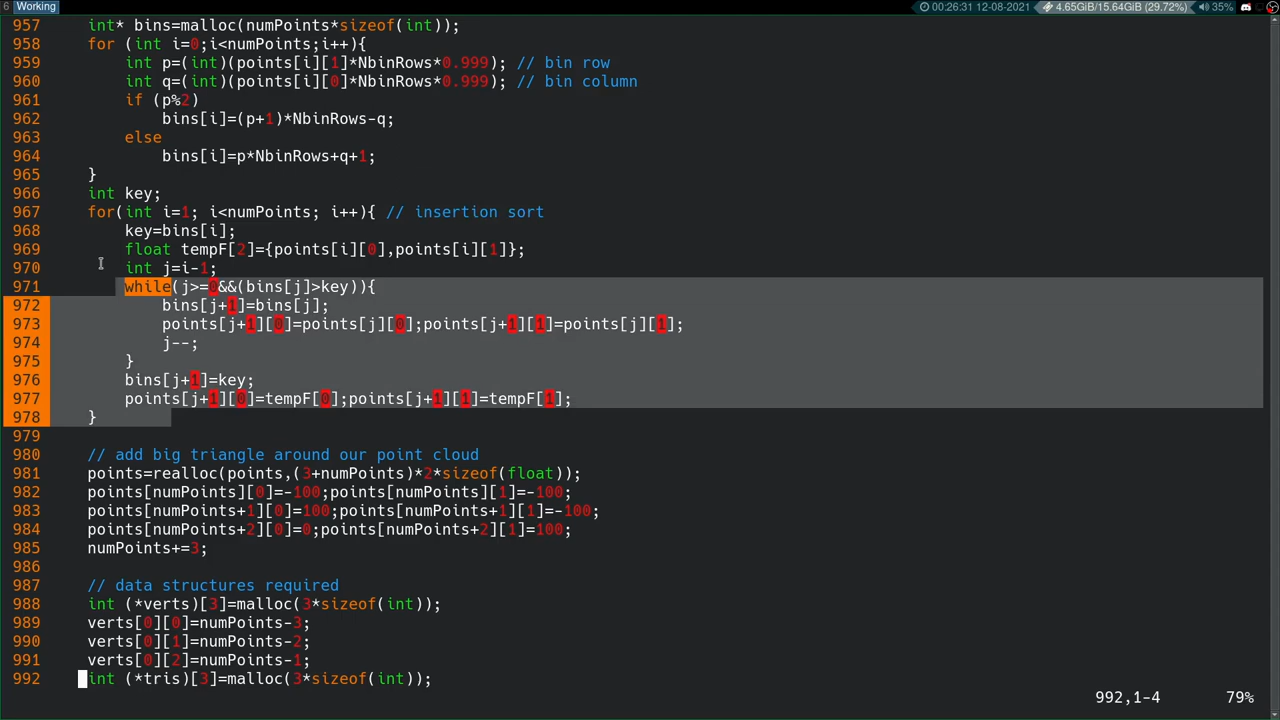 6 Working 00:26:31 12-08-2021 4.65GiB/15.64GiB (29.72%) 35%
957 int* bins=malloc(numPoints*sizeof(int));
958 for (int i=0;i<numPoints;i++){
959 int p=(int)(points[i][1]*NbinRows*0.999); // bin row
960 int q=(int)(points[i][0]*NbinRows*0.999); // bin column
961 if (p%2)
962 bins[i]=(p+1)*NbinRows-q;
963 else
964 bins[i]=p*NbinRows+q+1;
965 }
966 int key;
967 for(int i=1; i<numPoints; i++){ // insertion sort
968 key=bins[i];
969 float tempF[2]={points[i][0],points[i][1]};
970 int j=i-1;
971 while(j>=0&&(bins[j]>key)){
972 bins[j+1]=bins[j];
973 points[j+1][0]=points[j][0];points[j+1][1]=points[j][1];
974 j--;
975 }
976 bins[j+1]=key;
977 points[j+1][0]=tempF[0];points[j+1][1]=tempF[1];
978 }
979
980 // add big triangle around our point cloud
981 points=realloc(points,(3+numPoints)*2*sizeof(float));
982 points[numPoints][0]=-100;points[numPoints][1]=-100;
983 points[numPoints+1][0]=100;points[numPoints+1][1]=-100;
984 points[numPoints+2][0]=0;points[numPoints+2][1]=100;
985 numPoints+=3;
986
987 // data structures required
988 int (*verts)[3]=malloc(3*sizeof(int));
989 verts[0][0]=numPoints-3;
990 verts[0][1]=numPoints-2;
991 verts[0][2]=numPoints-1;
992 int (*tris)[3]=malloc(3*sizeof(int));
992,1-4 79%